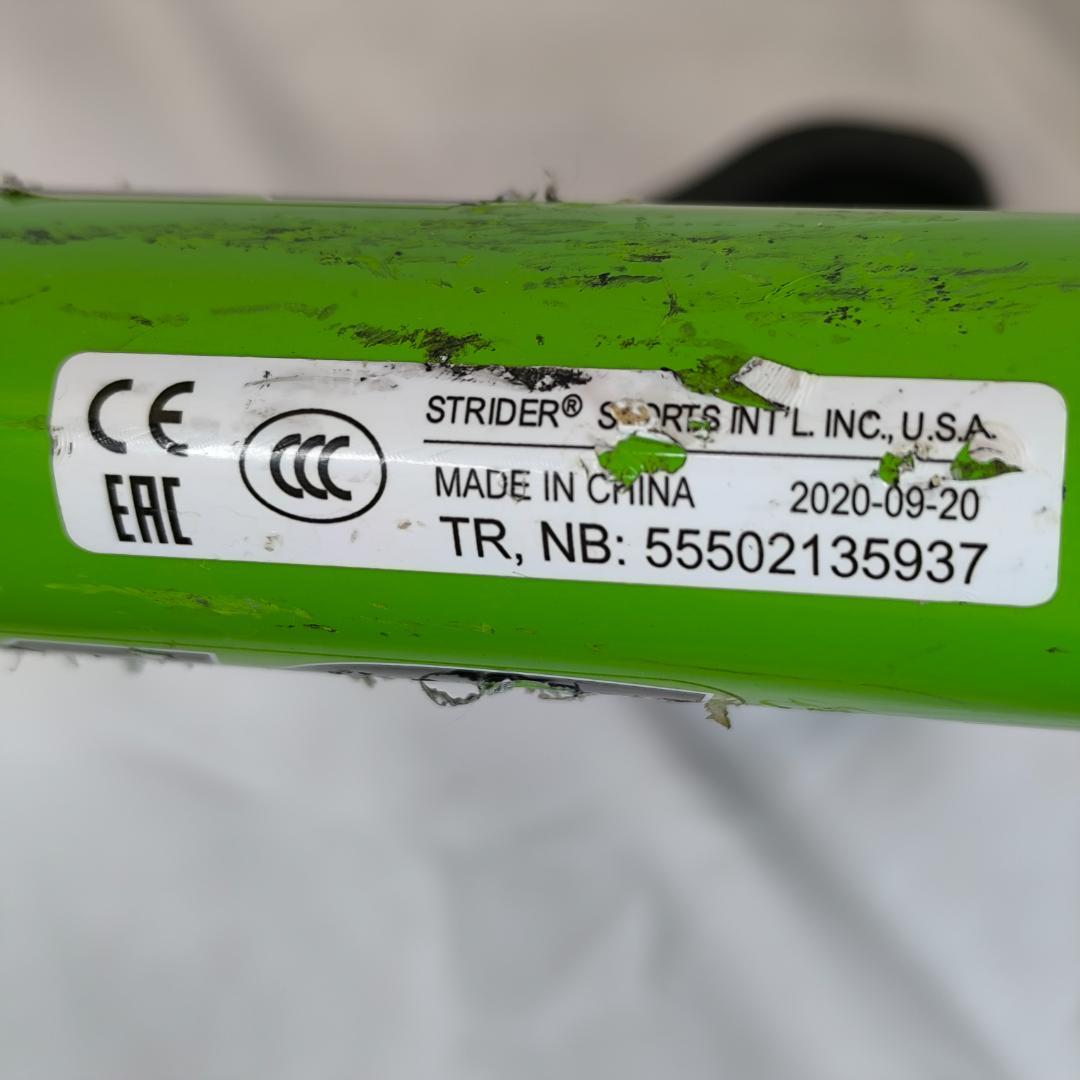 CE
EAC
CCC
STRIDER® SPORTS INT'L. INC., U.S.A.
MADE IN CHINA 2020-09-20
TR, NB: 55502135937